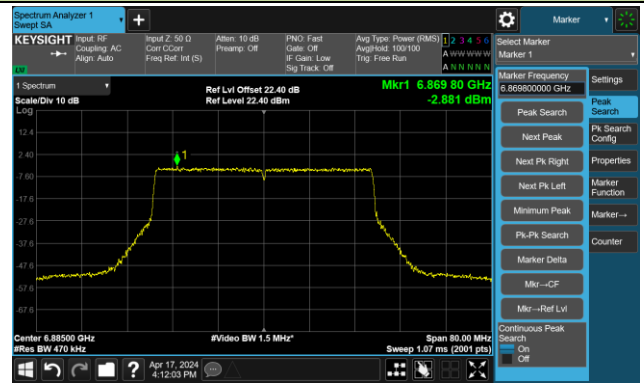 Spectrum Analyzer 1
Swept SA
Marker
KEYSIGHT
Input: RF
Coupling: AC
Align: Auto
Input Z: 50 Ω
Corr CCorr
Freq Ref: Int (S)
Atten: 10 dB
Preamp: Off
PNO: Fast
Gate: Off
IF Gain: Low
Sig Track: Off
Avg Type: Power (RMS)
Avg|Hold: 100/100
Trig: Free Run
1 2 3 4 5 6
A W W W W W
A N N N N N
LW
1 Spectrum
Scale/Div 10 dB
Log
Ref Lvl Offset 22.40 dB
Ref Level 22.40 dBm
Mkr1 6.869 80 GHz
-2.881 dBm
12.4
2.40
-7.60
-17.6
-27.6
-37.6
-47.6
-57.6
-67.6
1
Center 6.88500 GHz
#Res BW 470 kHz
#Video BW 1.5 MHz*
Span 80.00 MHz
Sweep 1.07 ms (2001 pts)
Apr 17, 2024
4:12:03 PM
?
Select Marker
Marker 1
Marker Frequency
6.869800000 GHz
Peak Search
Next Peak
Next Pk Right
Next Pk Left
Minimum Peak
Pk-Pk Search
Marker Delta
Mkr→CF
Mkr→Ref Lvl
Continuous Peak
Search
On
Off
Settings
Peak
Search
Pk Search
Config
Properties
Marker
Function
Marker→
Counter